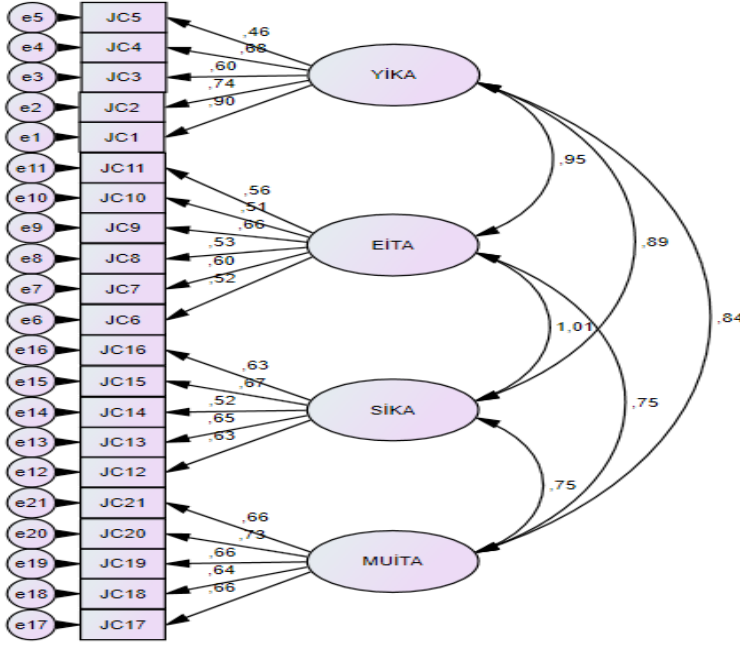 e5 JC5
,46
e4 JC4
,68
e3 JC3
,60
YİKA
,74
e2 JC2
,90
e1 JC1
e11 JC11
,95
,56
e10 JC10
,51
e9 JC9
,66
,53
EİTA
,89
e8 JC8
,60
e7 JC7
,52
e6 JC6
,84
1,01
e16 JC16
,63
e15 JC15
,67
,52
SİKA
,75
e14 JC14
,65
e13 JC13
,63
e12 JC12
,75
e21 JC21
,66
e20 JC20
,73
,66
MUİTA
e19 JC19
,64
e18 JC18
,66
e17 JC17